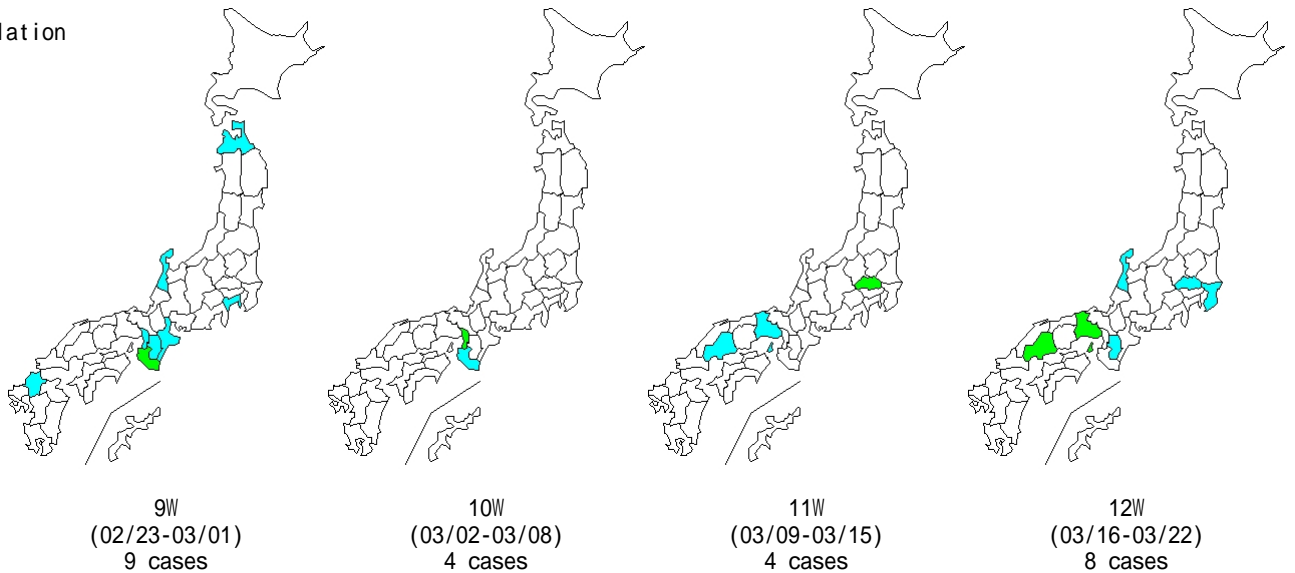 lation
9W
(02/23-03/01)
9 cases
10W
(03/02-03/08)
4 cases
11W
(03/09-03/15)
4 cases
12W
(03/16-03/22)
8 cases